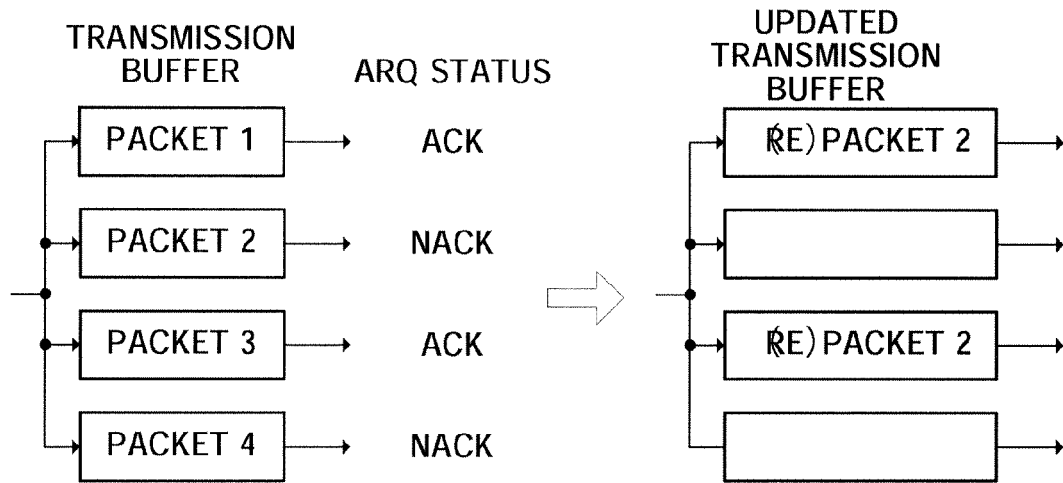 TRANSMISSION
BUFFER
ARQ STATUS
UPDATED
TRANSMISSION
BUFFER
PACKET 1
ACK
(RE) PACKET 2
PACKET 2
NACK
PACKET 3
ACK
(RE) PACKET 2
PACKET 4
NACK